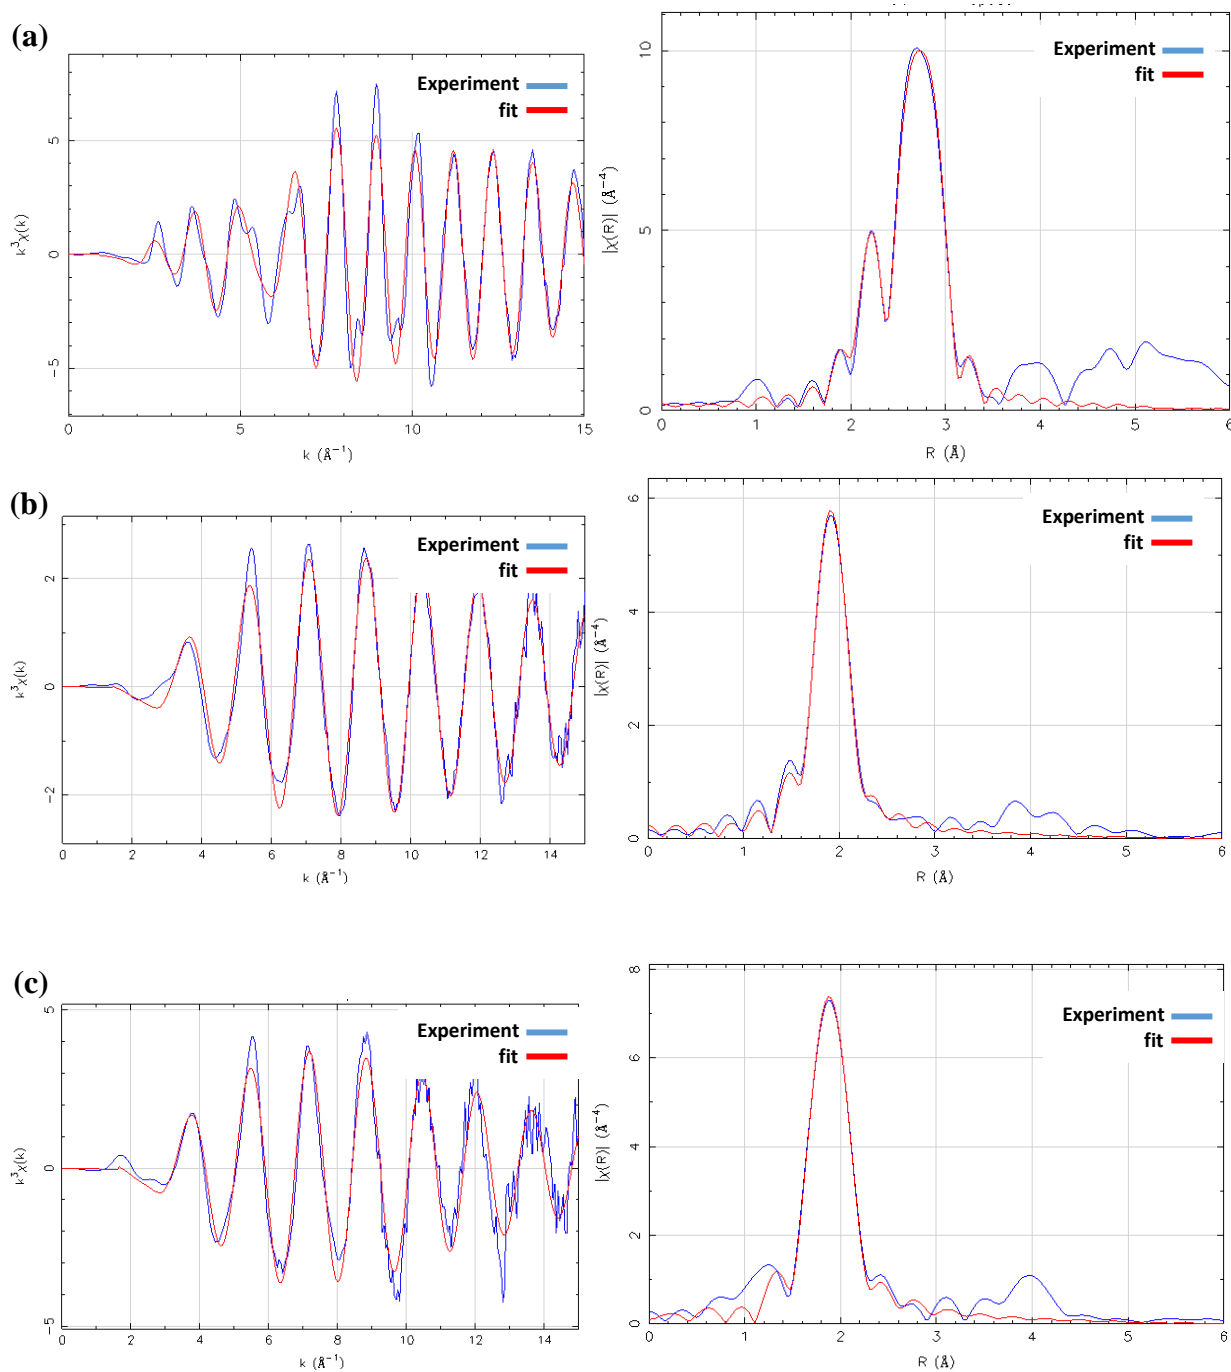 (a)
Experiment
fit
5
0
−5
k³χ(k)
0
5
10
15
k (Å⁻¹)
Experiment
fit
10
5
0
|χ(R)| (Å⁻⁴)
0
1
2
3
4
5
6
R (Å)
(b)
Experiment
fit
2
0
−2
k³χ(k)
0
2
4
6
8
10
12
14
k (Å⁻¹)
Experiment
fit
6
4
2
0
|χ(R)| (Å⁻⁴)
0
1
2
3
4
5
6
R (Å)
(c)
Experiment
fit
5
0
−5
k³χ(k)
0
2
4
6
8
10
12
14
k (Å⁻¹)
Experiment
fit
8
6
4
2
0
|χ(R)| (Å⁻⁴)
0
1
2
3
4
5
6
R (Å)